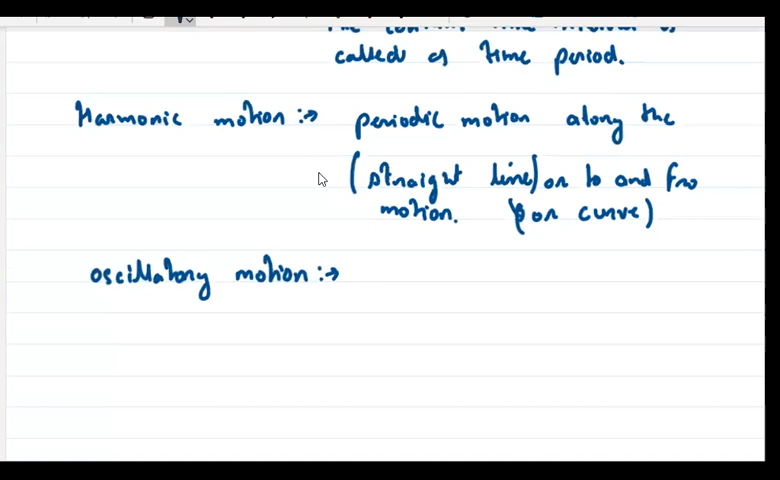 called as time period.
Harmonic motion :→ periodic motion along the
(straight line) or to and fro
motion. (or curve)
oscillatory motion :→